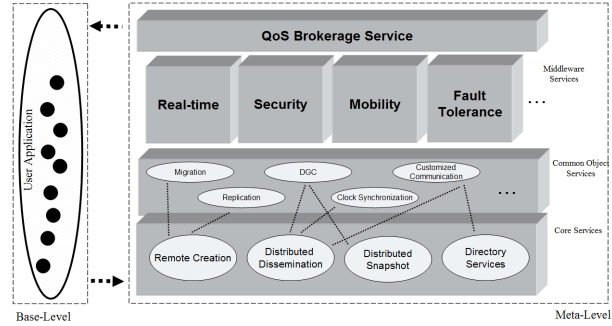 QoS Brokerage Service
Middleware
Services
Real-time
Security
Mobility
Fault
Tolerance
...
User Application
Common Object
Services
Migration
DGC
Customized
Communication
Replication
Clock Synchronization
...
Core Services
Remote Creation
Distributed
Dissemination
Distributed
Snapshot
Directory
Services
Base-Level
Meta-Level